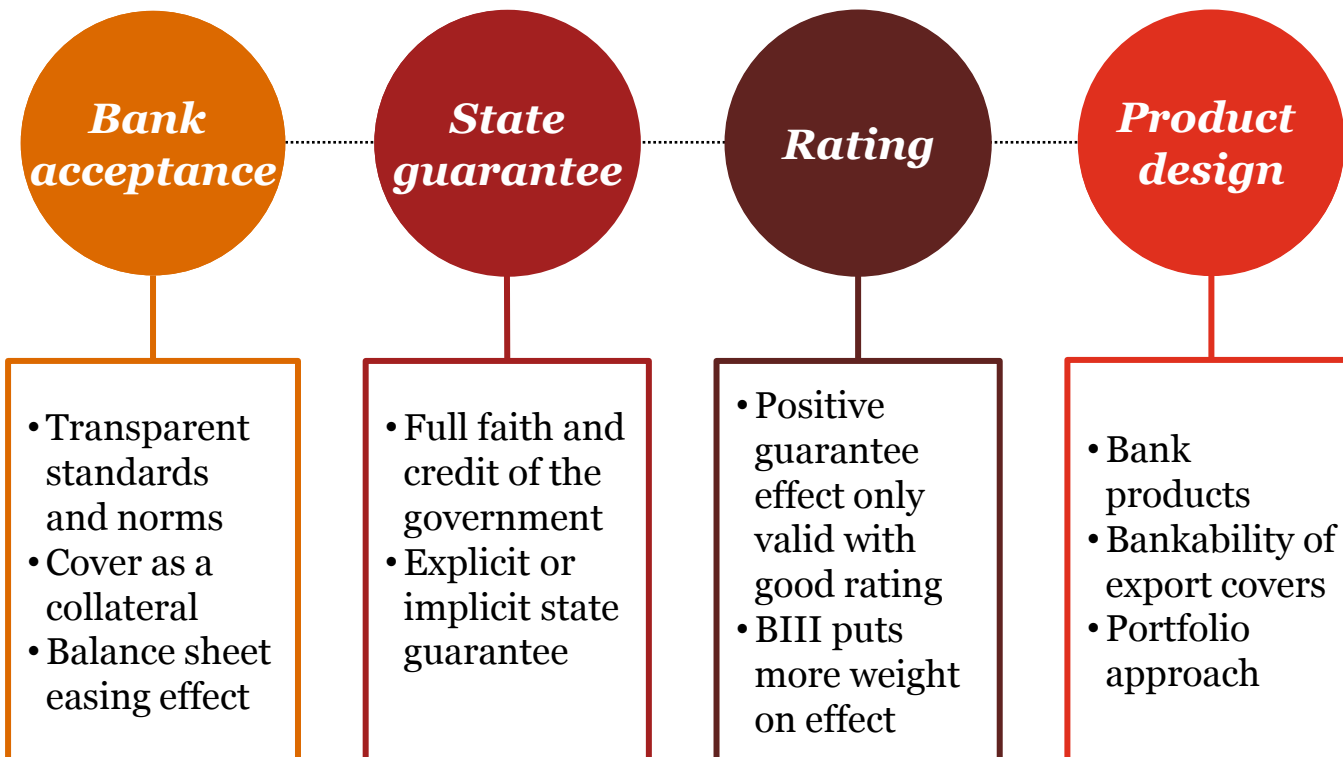 Bank
acceptance
State
guarantee
Rating
Product
design
• Transparent
standards
and norms
• Cover as a
collateral
• Balance sheet
easing effect
• Full faith and
credit of the
government
• Explicit or
implicit state
guarantee
• Positive
guarantee
effect only
valid with
good rating
• BIII puts
more weight
on effect
• Bank
products
• Bankability of
export covers
• Portfolio
approach